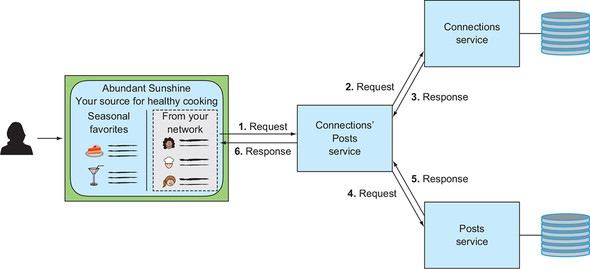 Abundant Sunshine
Your source for healthy cooking
Seasonal
favorites
From your
network
1. Request
6. Response
Connections’
Posts
service
2. Request
3. Response
Connections
service
4. Request
5. Response
Posts
service